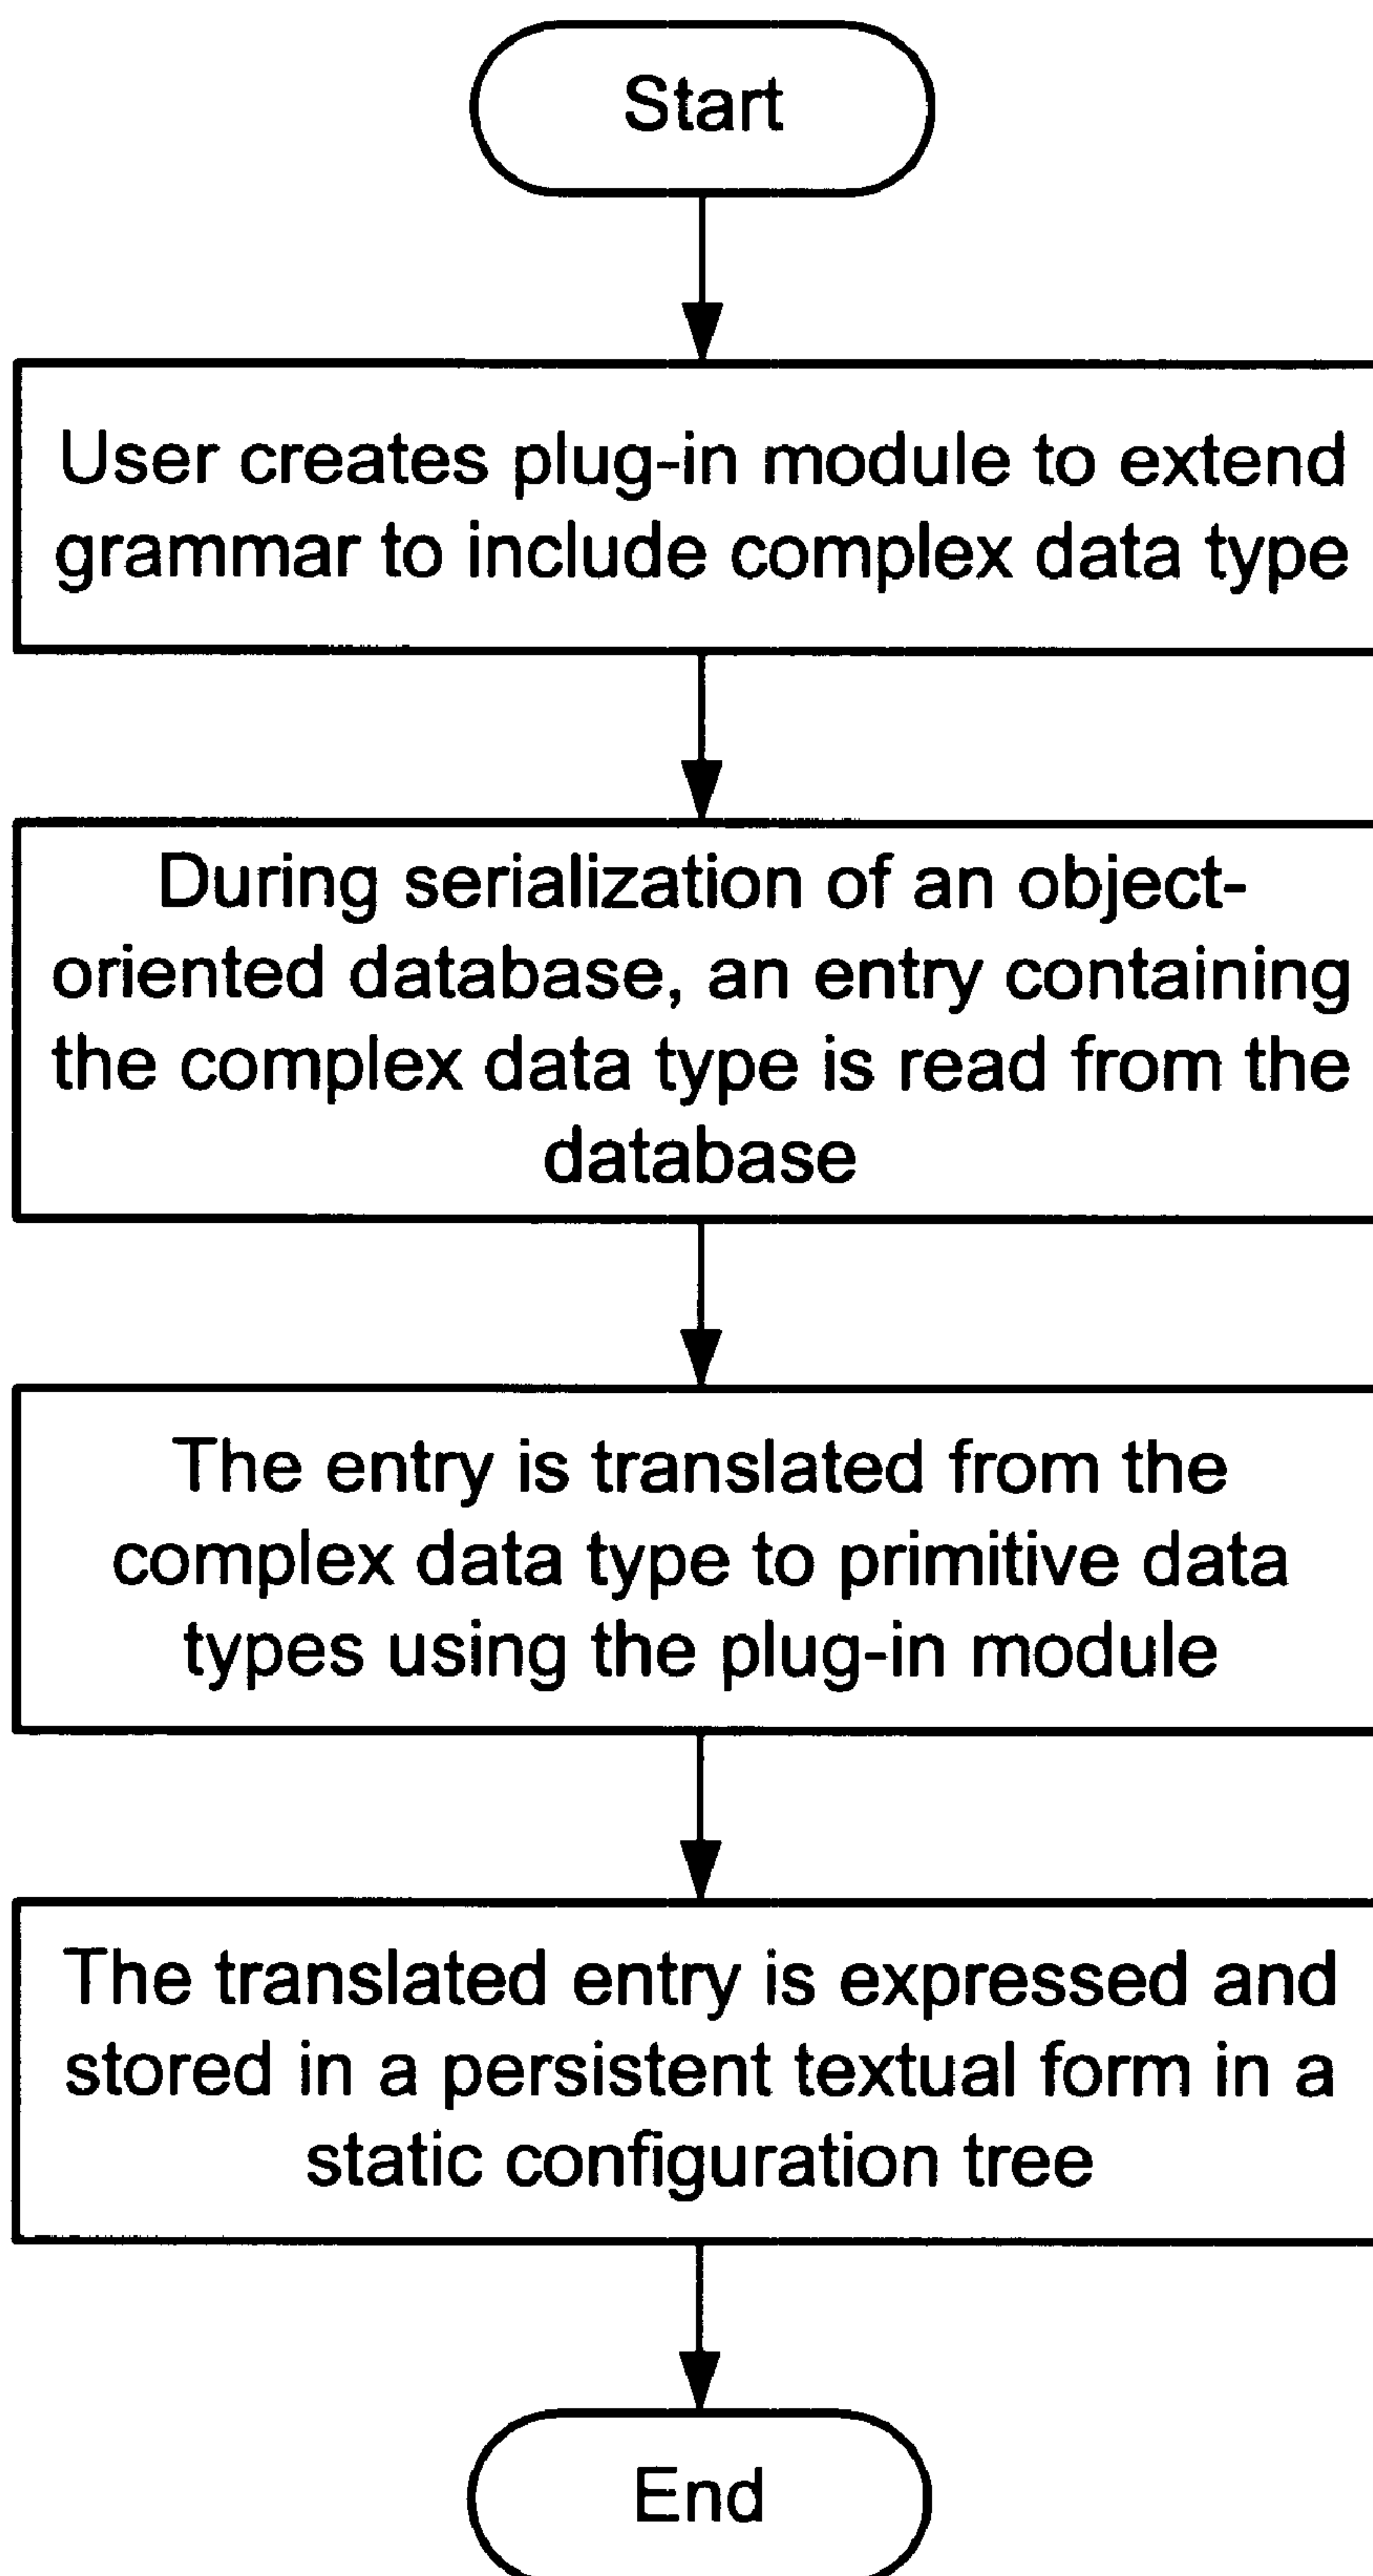 Start
User creates plug-in module to extend
grammar to include complex data type
During serialization of an object-
oriented database, an entry containing
the complex data type is read from the
database
The entry is translated from the
complex data type to primitive data
types using the plug-in module
The translated entry is expressed and
stored in a persistent textual form in a
static configuration tree
End